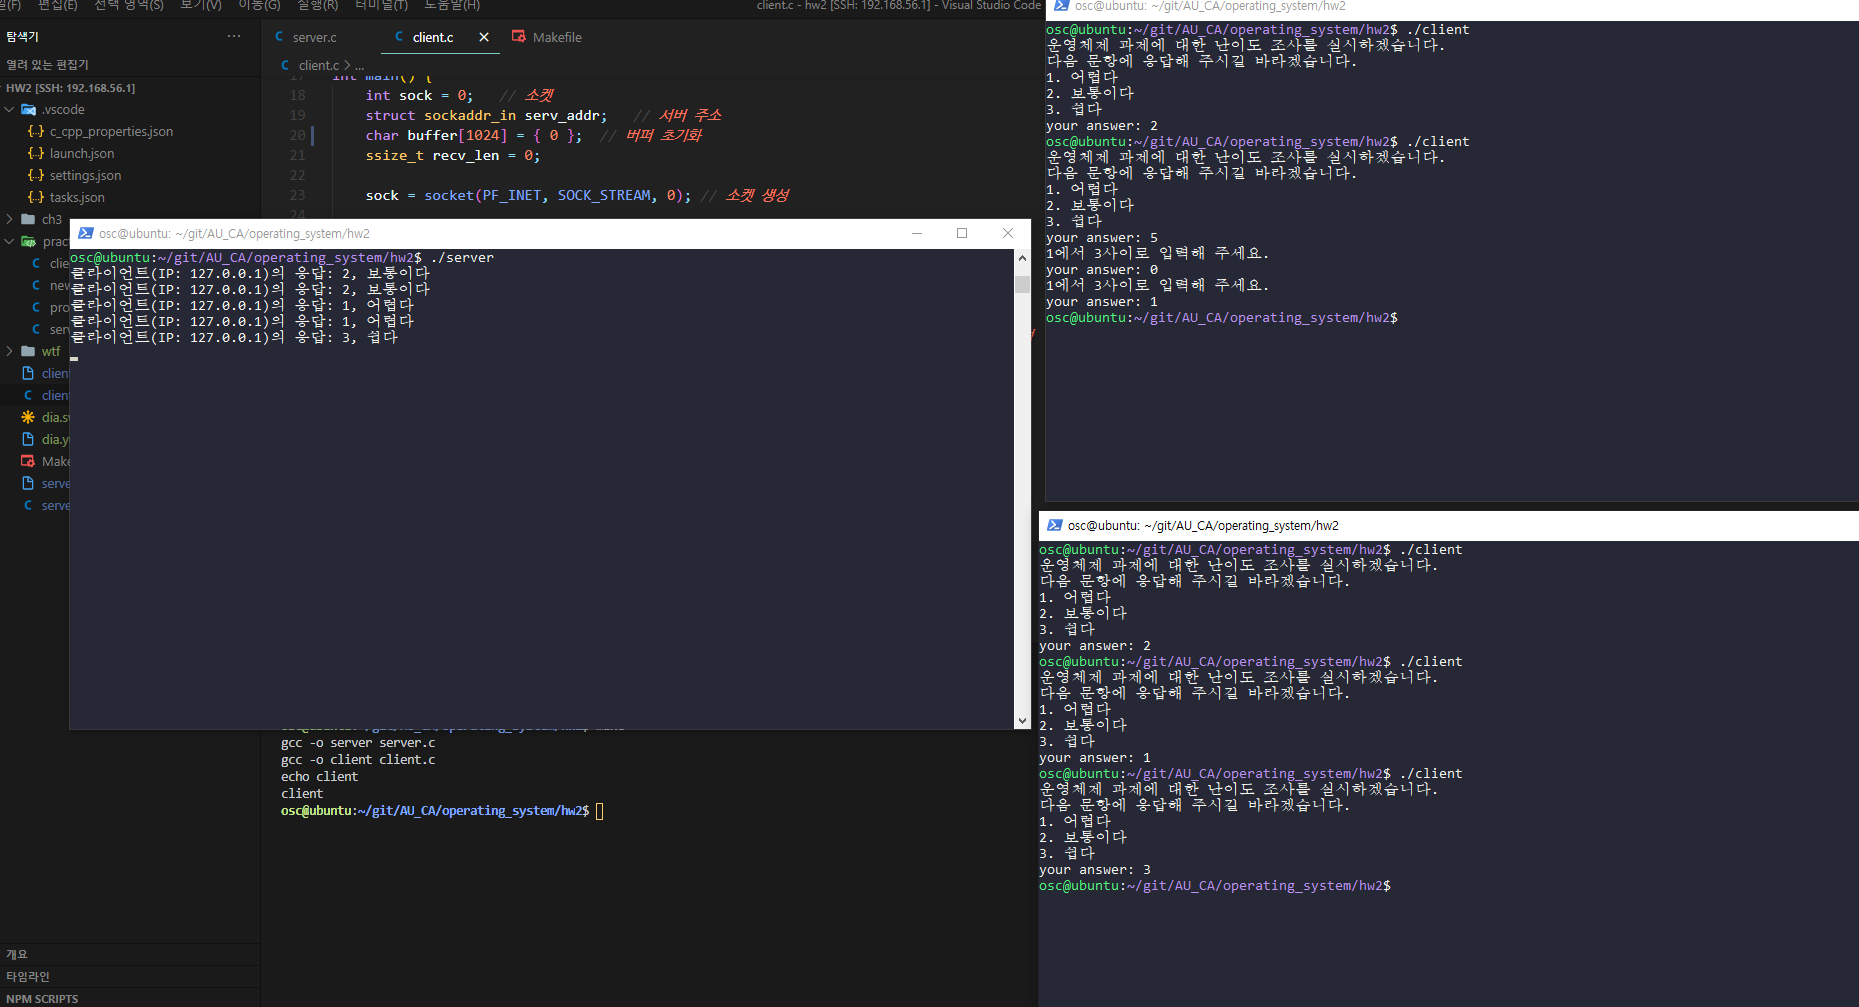 편집(E) 선택 영역(S) 보기(V) 이동(G) 실행(R) 터미널(T) 도움말(H)
client.c - hw2 [SSH: 192.168.56.1] - Visual Studio Code
탐색기 ···
열려 있는 편집기
HW2 [SSH: 192.168.56.1]
.vscode
{..} c_cpp_properties.json
{..} launch.json
{..} settings.json
{..} tasks.json
ch3
pract
C clie
C new
C pro
C serv
wtf
client
C client
dia.s
dia.y
Make
serve
C serve
개요
타임라인
NPM SCRIPTS
C server.c
C client.c ×
Makefile
C client.c > ...
17 int main() {
18 int sock = 0; // 소켓
19 struct sockaddr_in serv_addr; // 서버 주소
20 char buffer[1024] = { 0 }; // 버퍼 초기화
21 ssize_t recv_len = 0;
22
23 sock = socket(PF_INET, SOCK_STREAM, 0); // 소켓 생성
24
osc@ubuntu: ~/git/AU_CA/operating_system/hw2
osc@ubuntu:~/git/AU_CA/operating_system/hw2$ ./server
클라이언트(IP: 127.0.0.1)의 응답: 2, 보통이다
클라이언트(IP: 127.0.0.1)의 응답: 2, 보통이다
클라이언트(IP: 127.0.0.1)의 응답: 1, 어렵다
클라이언트(IP: 127.0.0.1)의 응답: 1, 어렵다
클라이언트(IP: 127.0.0.1)의 응답: 3, 쉽다
gcc -o server server.c
gcc -o client client.c
echo client
client
osc@ubuntu:~/git/AU_CA/operating_system/hw2$
osc@ubuntu: ~/git/AU_CA/operating_system/hw2
osc@ubuntu:~/git/AU_CA/operating_system/hw2$ ./client
운영체제 과제에 대한 난이도 조사를 실시하겠습니다.
다음 문항에 응답해 주시길 바라겠습니다.
1. 어렵다
2. 보통이다
3. 쉽다
your answer: 2
osc@ubuntu:~/git/AU_CA/operating_system/hw2$ ./client
운영체제 과제에 대한 난이도 조사를 실시하겠습니다.
다음 문항에 응답해 주시길 바라겠습니다.
1. 어렵다
2. 보통이다
3. 쉽다
your answer: 5
1에서 3사이로 입력해 주세요.
your answer: 0
1에서 3사이로 입력해 주세요.
your answer: 1
osc@ubuntu:~/git/AU_CA/operating_system/hw2$
osc@ubuntu: ~/git/AU_CA/operating_system/hw2
osc@ubuntu:~/git/AU_CA/operating_system/hw2$ ./client
운영체제 과제에 대한 난이도 조사를 실시하겠습니다.
다음 문항에 응답해 주시길 바라겠습니다.
1. 어렵다
2. 보통이다
3. 쉽다
your answer: 2
osc@ubuntu:~/git/AU_CA/operating_system/hw2$ ./client
운영체제 과제에 대한 난이도 조사를 실시하겠습니다.
다음 문항에 응답해 주시길 바라겠습니다.
1. 어렵다
2. 보통이다
3. 쉽다
your answer: 1
osc@ubuntu:~/git/AU_CA/operating_system/hw2$ ./client
운영체제 과제에 대한 난이도 조사를 실시하겠습니다.
다음 문항에 응답해 주시길 바라겠습니다.
1. 어렵다
2. 보통이다
3. 쉽다
your answer: 3
osc@ubuntu:~/git/AU_CA/operating_system/hw2$